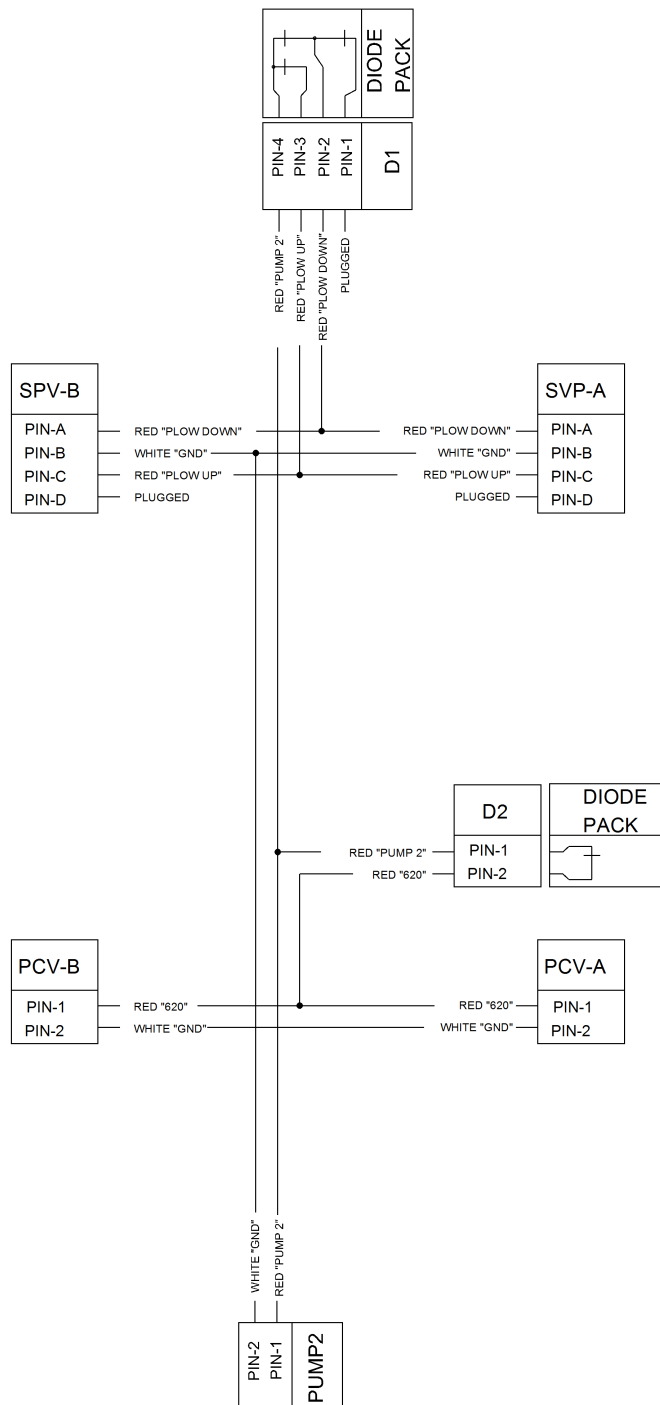 DIODE
PACK
PIN-4
PIN-3
PIN-2
PIN-1
D1
RED "PUMP 2"
RED "PLOW UP"
RED "PLOW DOWN"
PLUGGED
SPV-B
PIN-A
PIN-B
PIN-C
PIN-D
RED "PLOW DOWN"
WHITE "GND"
RED "PLOW UP"
PLUGGED
RED "PLOW DOWN"
WHITE "GND"
RED "PLOW UP"
PLUGGED
SVP-A
PIN-A
PIN-B
PIN-C
PIN-D
RED "PUMP 2"
RED "620"
D2
PIN-1
PIN-2
DIODE
PACK
PCV-B
PIN-1
PIN-2
RED "620"
WHITE "GND"
RED "620"
WHITE "GND"
PCV-A
PIN-1
PIN-2
WHITE "GND"
RED "PUMP 2"
PIN-2
PIN-1
PUMP2